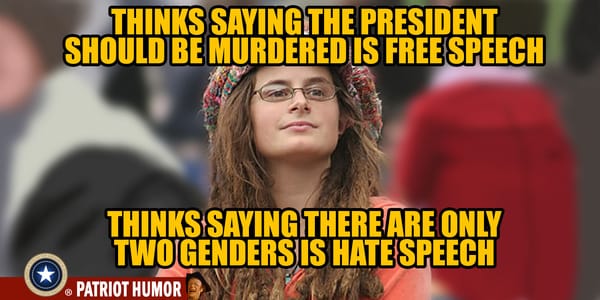 THINKS SAYING THE PRESIDENT
SHOULD BE MURDERED IS FREE SPEECH
THINKS SAYING THERE ARE ONLY
TWO GENDERS IS HATE SPEECH
® PATRIOT HUMOR